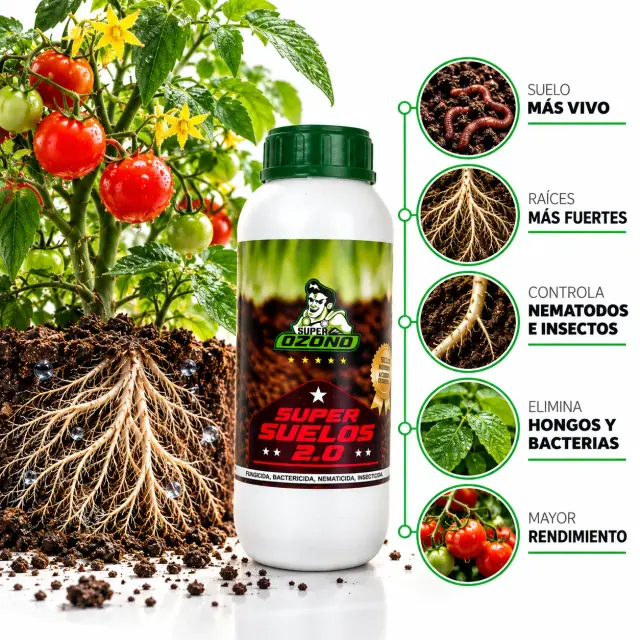 SUPER
OZONO
SUPER
SUELOS
2.0
FUNGICIDA, BACTERICIDA, NEMATICIDA, INSECTICIDA.
SUELO
MÁS VIVO
RAÍCES
MÁS FUERTES
CONTROLA
NEMATODOS
E INSECTOS
ELIMINA
HONGOS Y
BACTERIAS
MAYOR
RENDIMIENTO